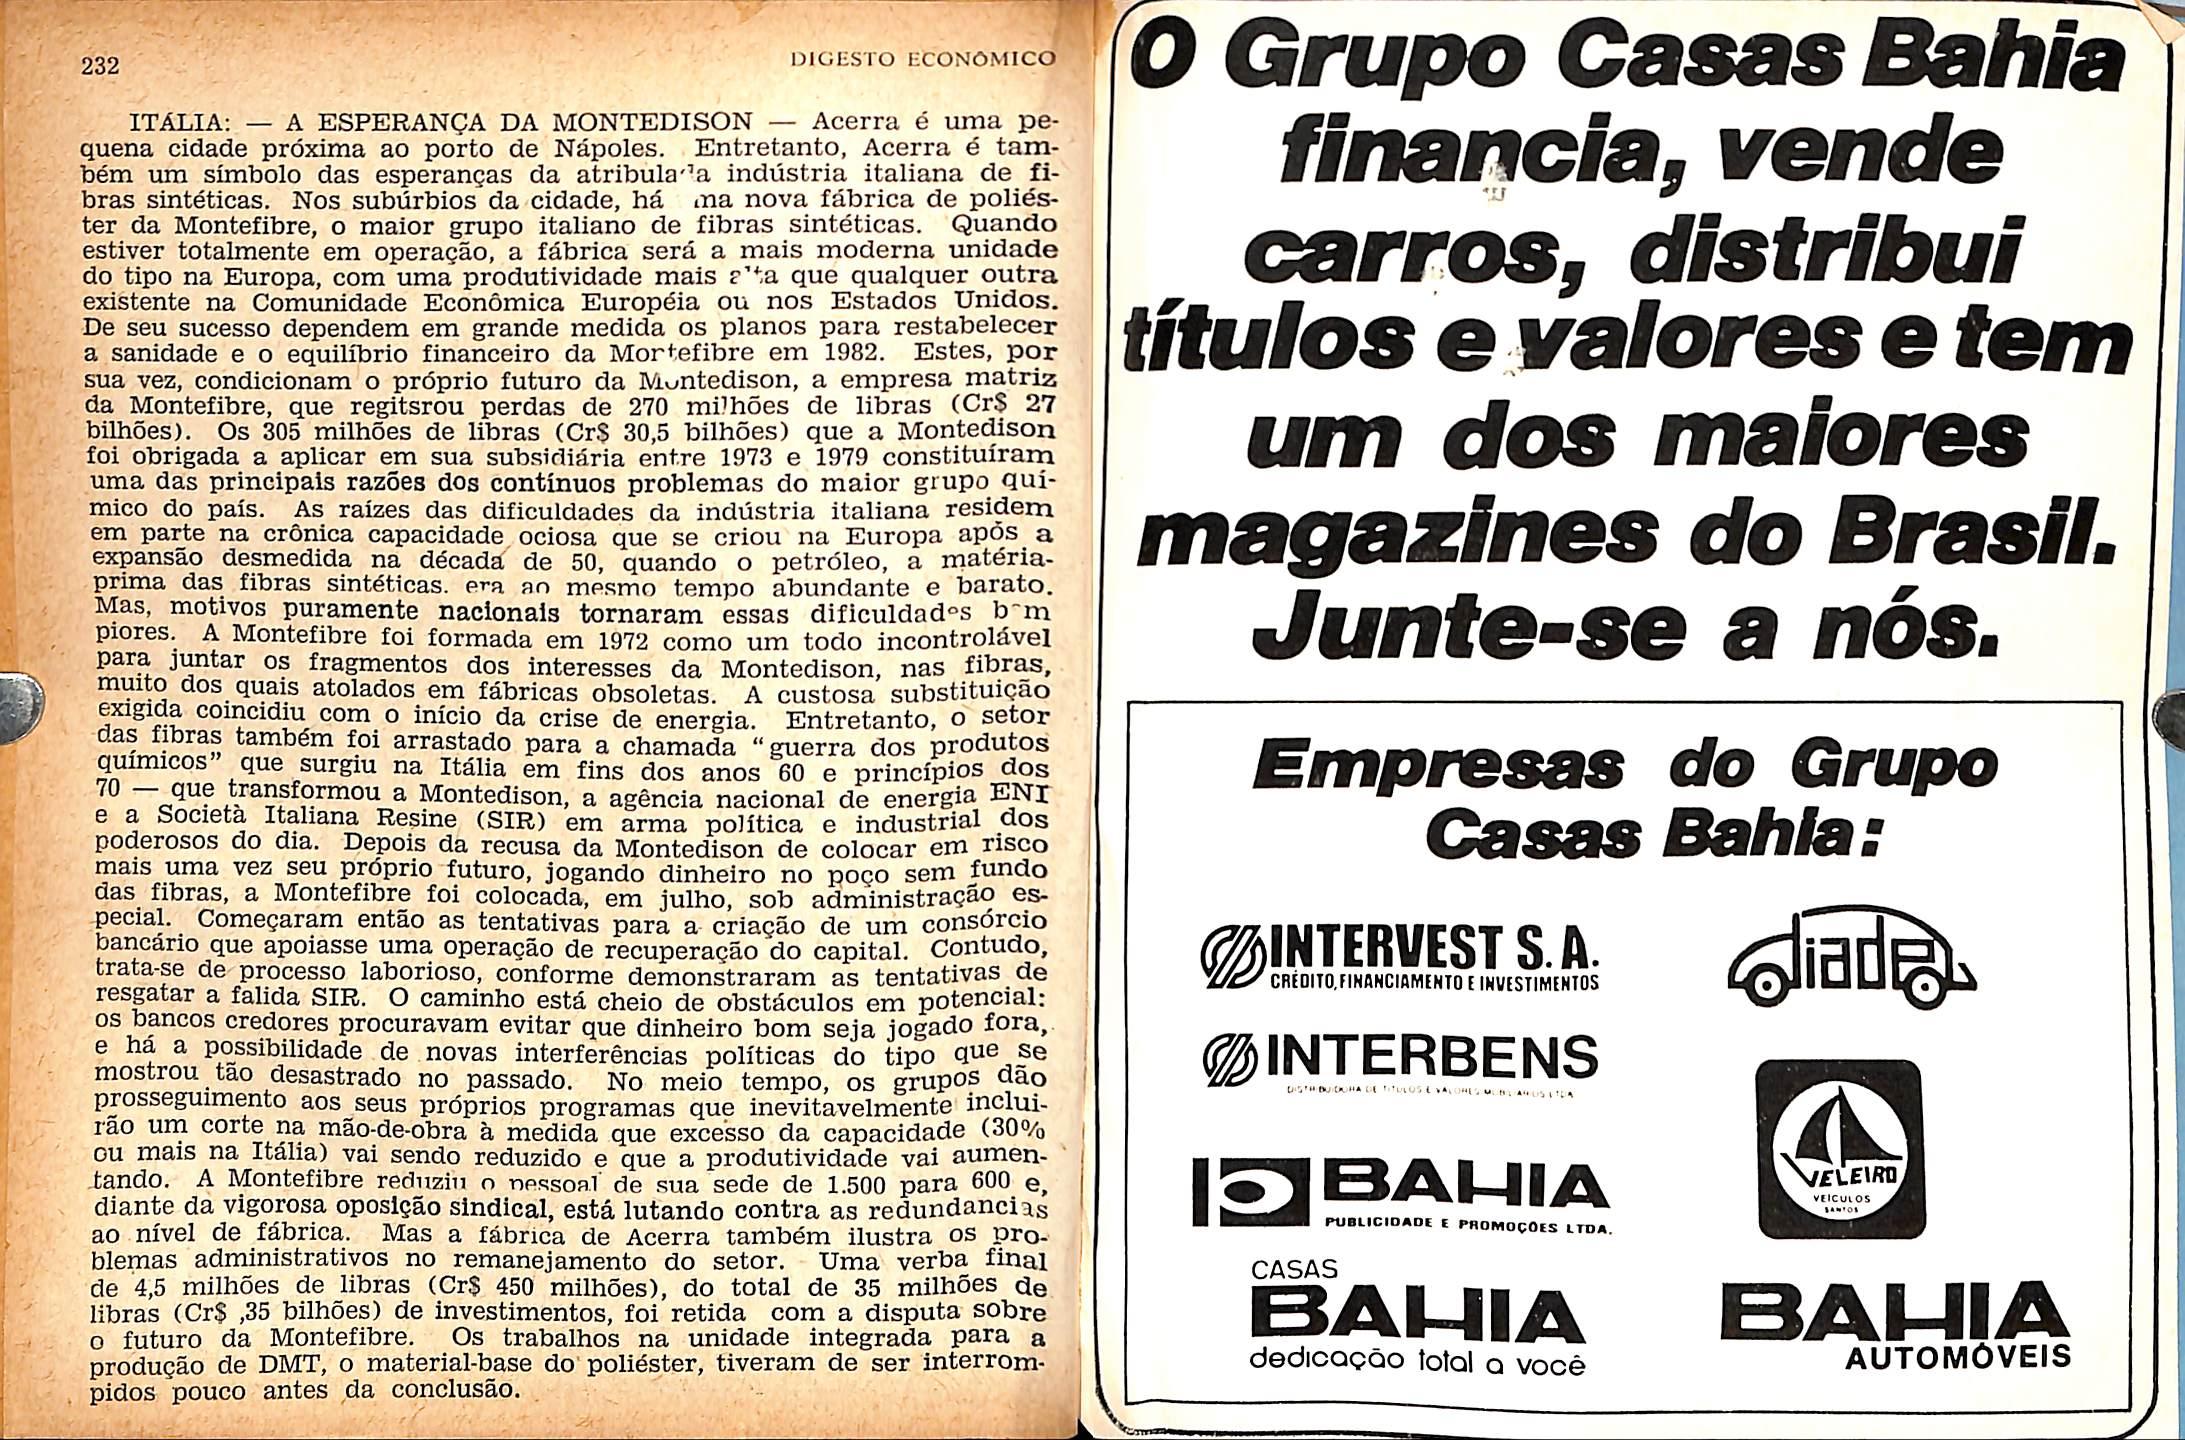 232
DIGESTO ECONÔMICO
ITÁLIA: — A ESPERANÇA DA MONTEDISON — Acerra é uma pe-
quena cidade próxima ao porto de Nápoles. Entretanto, Acerra é tam-
bém um símbolo das esperanças da atribulada indústria italiana de fi-
bras sintéticas. Nos subúrbios da cidade, há ma nova fábrica de poliés-
ter da Montefibre, o maior grupo italiano de fibras sintéticas. Quando
estiver totalmente em operação, a fábrica será a mais moderna unidade
do tipo na Europa, com uma produtividade mais alta que qualquer outra
existente na Comunidade Econômica Européia ou nos Estados Unidos.
De seu sucesso dependem em grande medida os planos para restabelecer
a sanidade e o equilíbrio financeiro da Montefibre em 1982. Estes, por
sua vez, condicionam o próprio futuro da Montedison, a empresa matriz
da Montefibre, que regitsrou perdas de 270 milhões de libras (Cr$ 27
bilhões). Os 305 milhões de libras (Cr$ 30,5 bilhões) que a Montedison
foi obrigada a aplicar em sua subsidiária entre 1973 e 1979 constituíram
uma das principais razões dos contínuos problemas do maior grupo quí-
mico do país. As raízes das dificuldades da indústria italiana residem
em parte na crônica capacidade ociosa que se criou na Europa após a
expansão desmedida na década de 50, quando o petróleo, a matéria-
prima das fibras sintéticas. era ao mesmo tempo abundante e barato.
Mas, motivos puramente nacionais tornaram essas dificuldades bem
piores. A Montefibre foi formada em 1972 como um todo incontrolável
para juntar os fragmentos dos interesses da Montedison, nas fibras,
muito dos quais atolados em fábricas obsoletas. A custosa substituição
exigida coincidiu com o início da crise de energia. Entretanto, o setor
das fibras também foi arrastado para a chamada "guerra dos produtos
químicos" que surgiu na Itália em fins dos anos 60 e princípios dos
70 — que transformou a Montedison, a agência nacional de energia ENI
e a Società Italiana Resine (SIR) em arma política e industrial dos
poderosos do dia. Depois da recusa da Montedison de colocar em risco
mais uma vez seu próprio futuro, jogando dinheiro no poço sem fundo
das fibras, a Montefibre foi colocada, em julho, sob administração es-
pecial. Começaram então as tentativas para a criação de um consórcio
bancário que apoiasse uma operação de recuperação do capital. Contudo,
trata-se de processo laborioso, conforme demonstraram as tentativas de
resgatar a falida SIR. O caminho está cheio de obstáculos em potencial:
os bancos credores procuravam evitar que dinheiro bom seja jogado fora,
e há a possibilidade de novas interferências políticas do tipo que se
mostrou tão desastrado no passado. No meio tempo, os grupos dão
prosseguimento aos seus próprios programas que inevitavelmente inclui-
rão um corte na mão-de-obra à medida que excesso da capacidade (30%
ou mais na Itália) vai sendo reduzido e que a produtividade vai aumen-
tando. A Montefibre reduziu o pessoal de sua sede de 1.500 para 600 e,
diante da vigorosa oposição sindical, está lutando contra as redundancias
ao nível de fábrica. Mas a fábrica de Acerra também ilustra os pro-
blemas administrativos no remanejamento do setor. Uma verba final
de 4,5 milhões de libras (Cr$ 450 milhões), do total de 35 milhões de
libras (Cr$ ,35 bilhões) de investimentos, foi retida com a disputa sobre
o futuro da Montefibre. Os trabalhos na unidade integrada para a
produção de DMT, o material-base do poliéster, tiveram de ser interrom-
pidos pouco antes da conclusão.
O Grupo Casas Bahia
financia, vende
carros, distribui
títulos e valores e tem
um dos maiores
magazines do Brasil.
Junte-se a nós.
Empresas do Grupo
Casas Bahia:
INTERVEST S.A.
CRÉDITO, FINANCIAMENTO E INVESTIMENTOS
diade
INTERBENS
DISTRIBUIDORA DE TITULOS E VALORES MOBILIARIOS LTDA
VELEIRO
VEÍCULOS
SANTOS
BAHIA
PUBLICIDADE E PROMOÇÕES LTDA.
CASAS
BAHIA
dedicação total a você
BAHIA
AUTOMÓVEIS